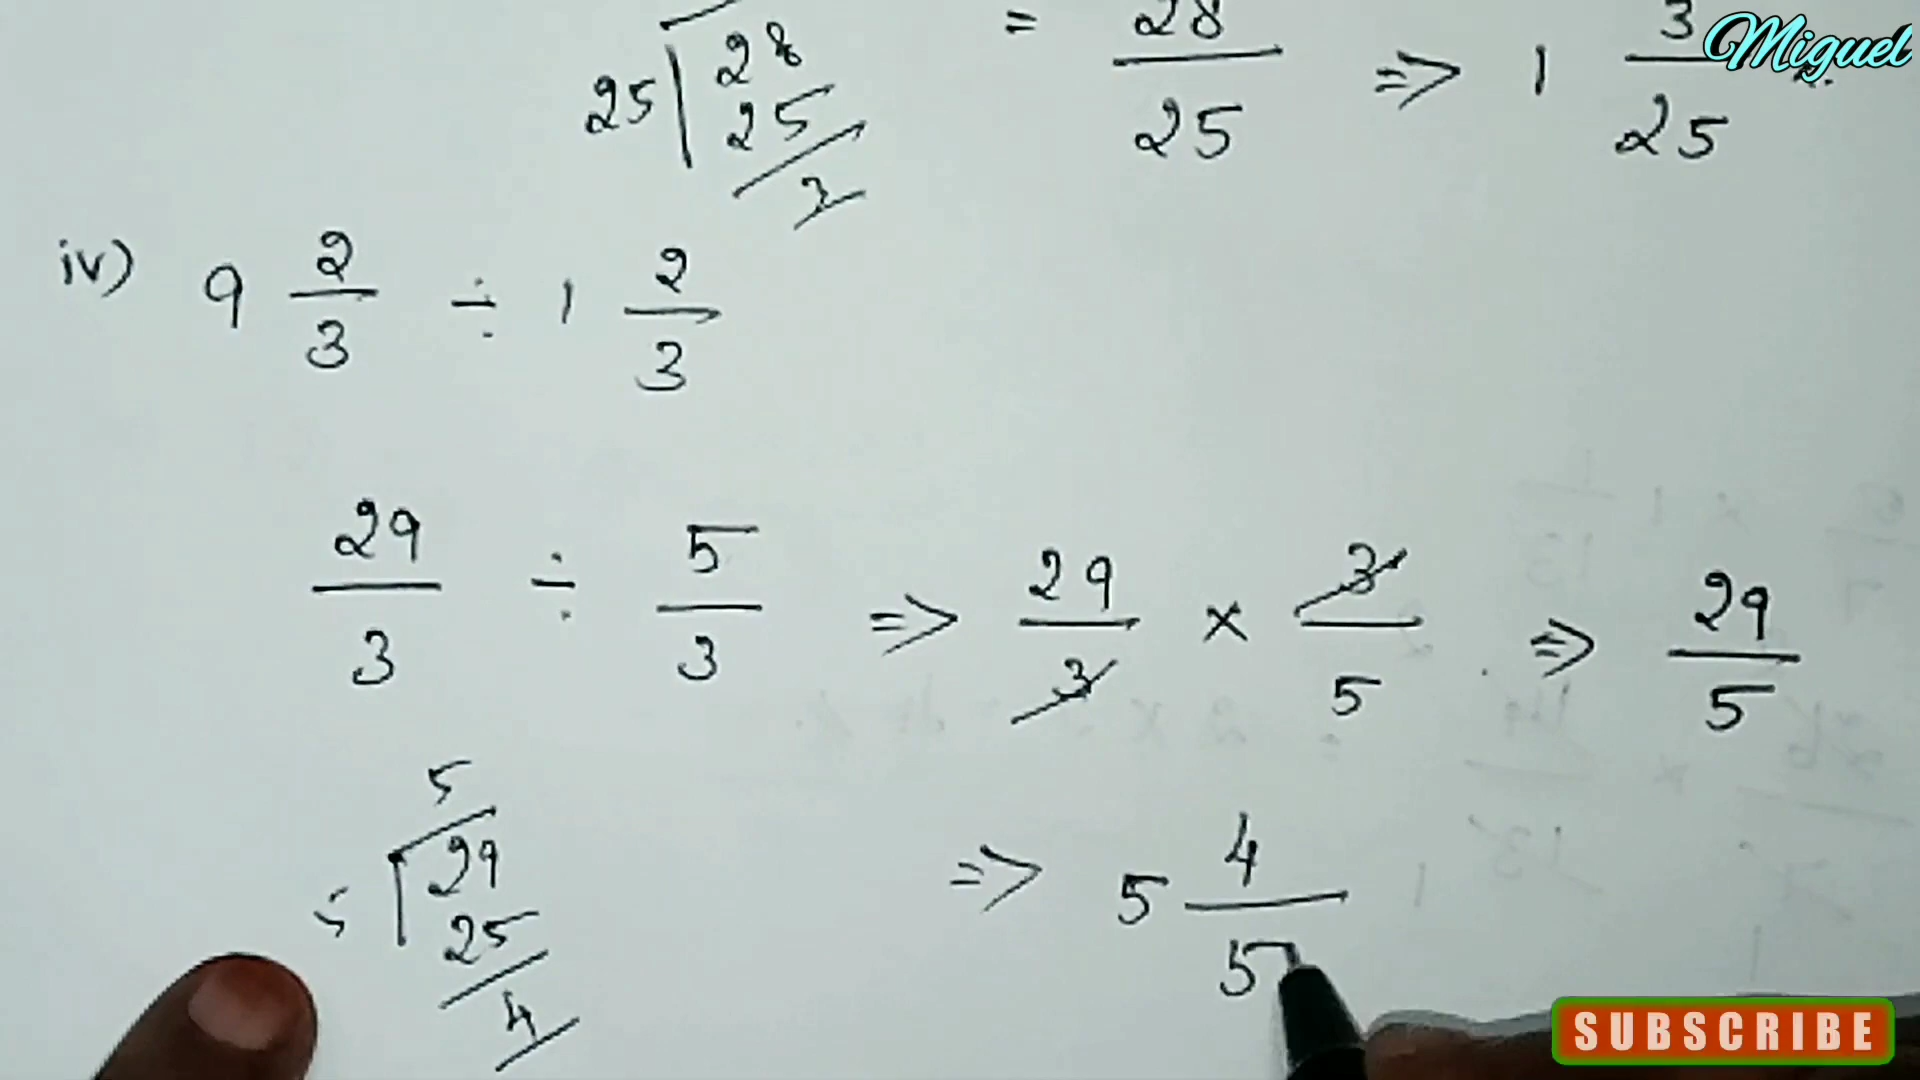 25 | 28 = 28/25 ⇒ 1 3/25
25
3
iv) 9 2/3 ÷ 1 2/3
29/3 ÷ 5/3 ⇒ 29/3 × 3/5 ⇒ 29/5
5
5 | 29 ⇒ 5 4/5
25
4
Miguel
SUBSCRIBE